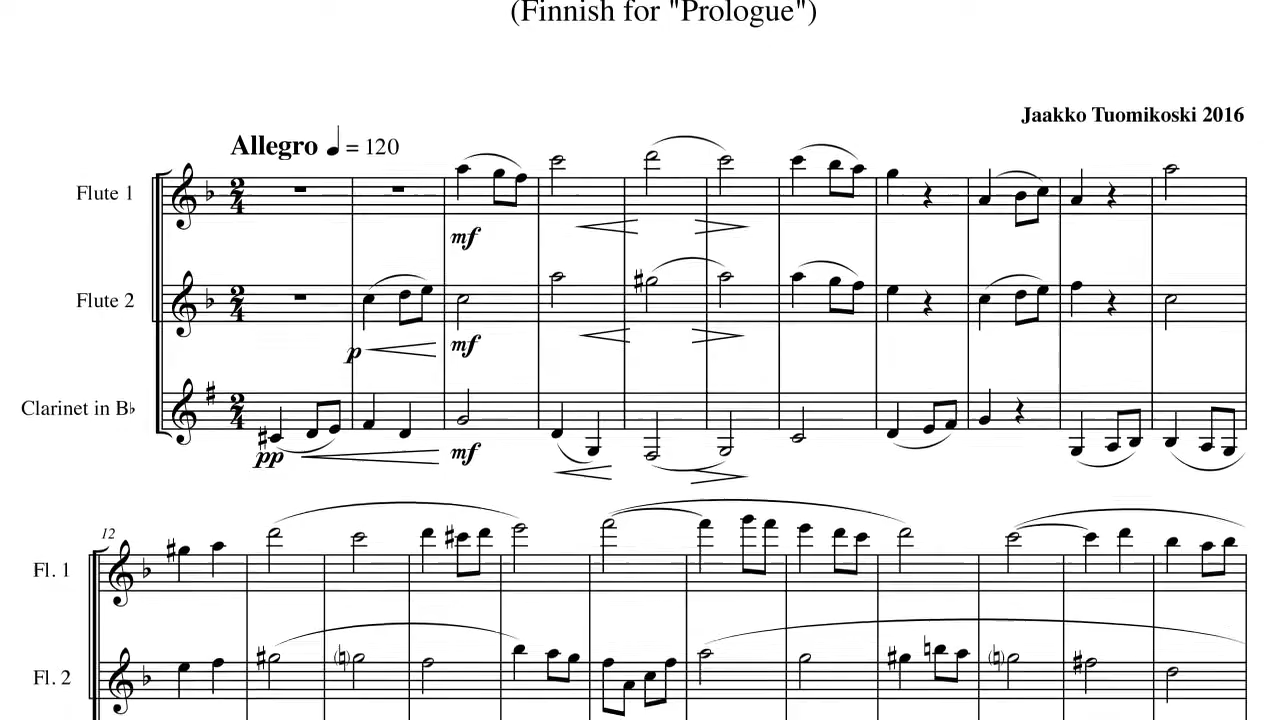 (Finnish for "Prologue")
Jaakko Tuomikoski 2016
Allegro ♩ = 120
Flute 1
mf
Flute 2
p
mf
Clarinet in B♭
pp
mf
12
Fl. 1
Fl. 2